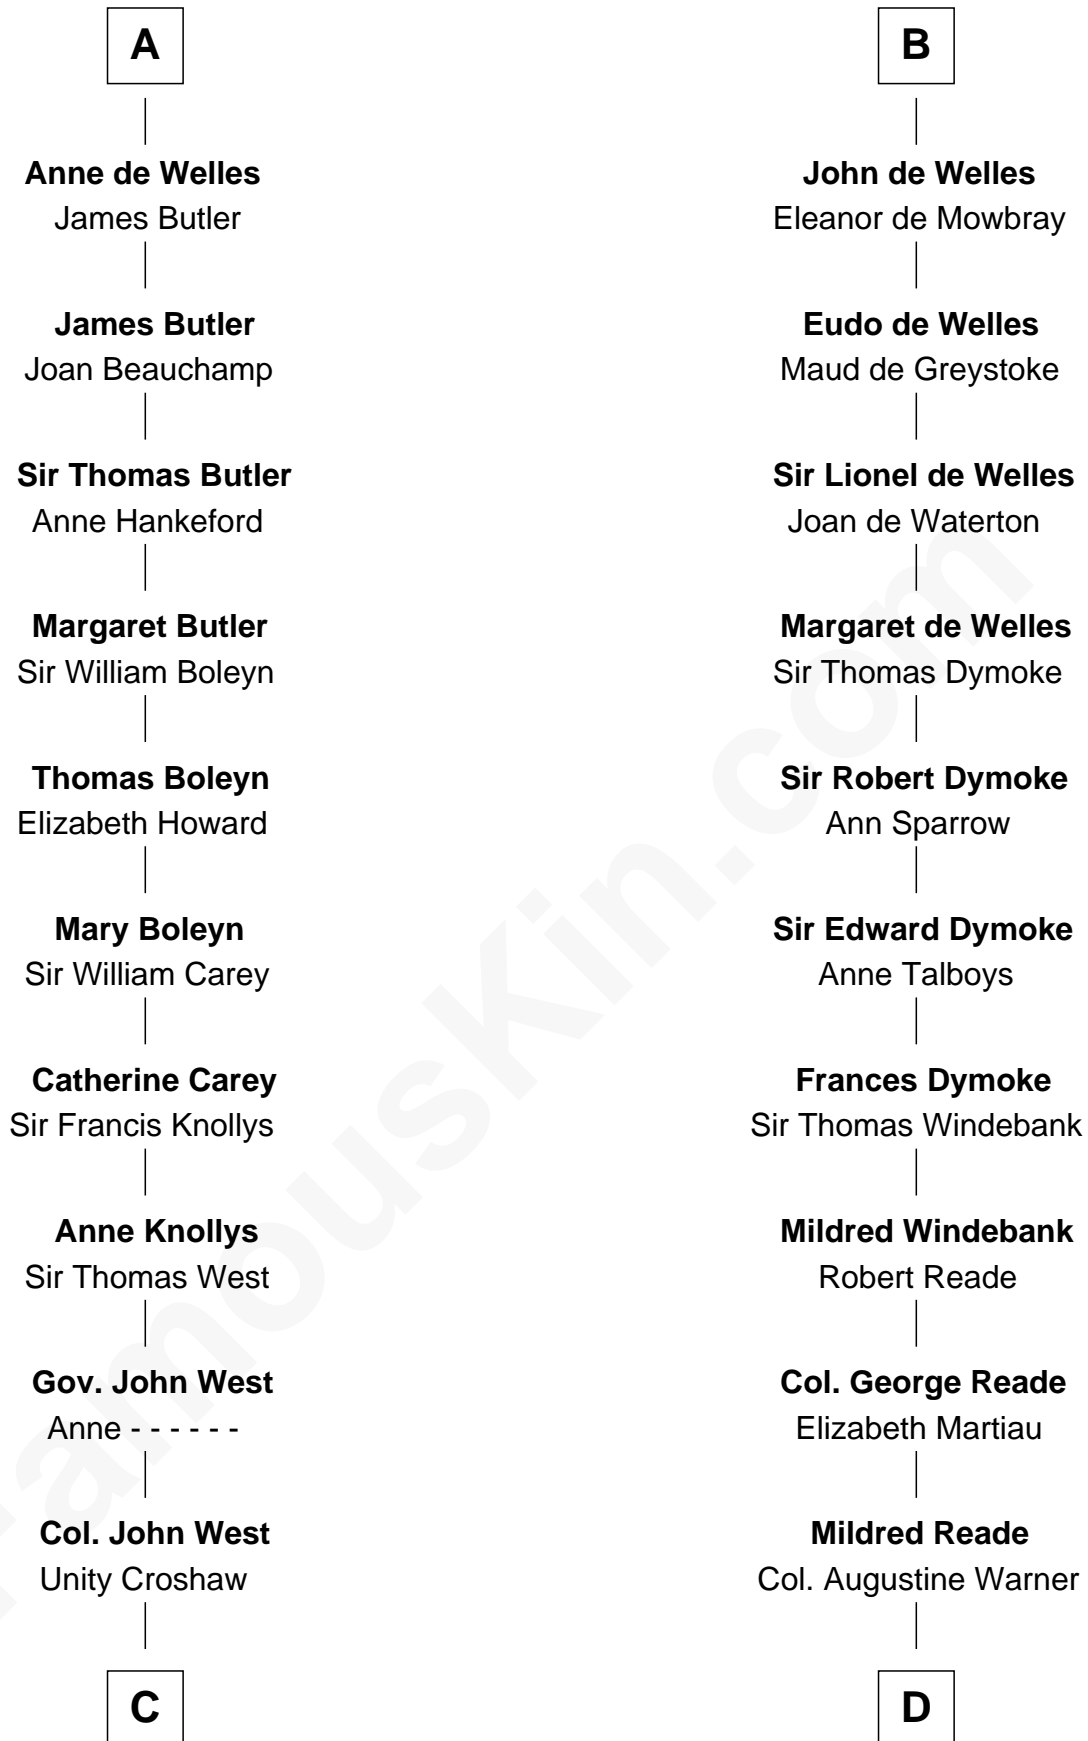 A
Anne de Welles
James Butler
James Butler
Joan Beauchamp
Sir Thomas Butler
Anne Hankeford
Margaret Butler
Sir William Boleyn
Thomas Boleyn
Elizabeth Howard
Mary Boleyn
Sir William Carey
Catherine Carey
Sir Francis Knollys
Anne Knollys
Sir Thomas West
Gov. John West
Anne - - - - - -
Col. John West
Unity Croshaw
C
B
John de Welles
Eleanor de Mowbray
Eudo de Welles
Maud de Greystoke
Sir Lionel de Welles
Joan de Waterton
Margaret de Welles
Sir Thomas Dymoke
Sir Robert Dymoke
Ann Sparrow
Sir Edward Dymoke
Anne Talboys
Frances Dymoke
Sir Thomas Windebank
Mildred Windebank
Robert Reade
Col. George Reade
Elizabeth Martiau
Mildred Reade
Col. Augustine Warner
D
FamousKin.com